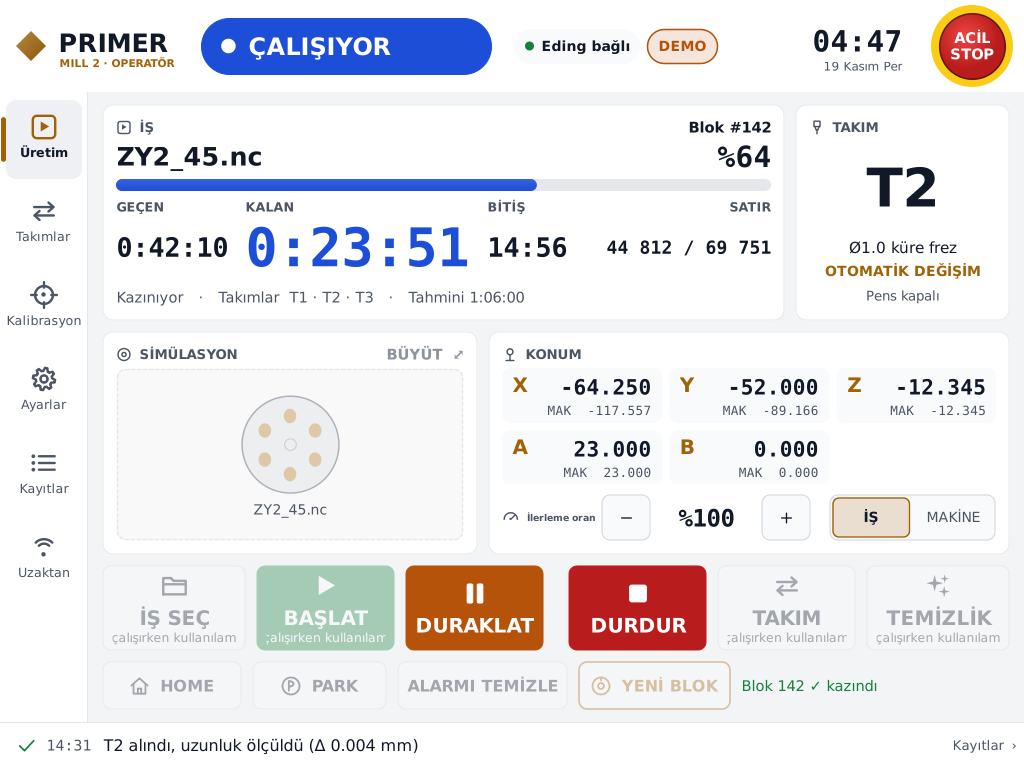 PRIMER
MILL 2 · OPERATÖR
ÇALIŞIYOR
Eding bağlı
DEMO
04:47
19 Kasım Per
ACİL
STOP
Üretim
Takımlar
Kalibrasyon
Ayarlar
Kayıtlar
Uzaktan
İŞ
Blok #142
ZY2_45.nc
%64
GEÇEN
KALAN
BİTİŞ
SATIR
0:42:10
0:23:51
14:56
44 812 / 69 751
Kazınıyor · Takımlar T1 · T2 · T3 · Tahmini 1:06:00
TAKIM
T2
Ø1.0 küre frez
OTOMATİK DEĞİŞİM
Pens kapalı
SİMÜLASYON
BÜYÜT ⤢
ZY2_45.nc
KONUM
X -64.250
MAK -117.557
Y -52.000
MAK -89.166
Z -12.345
MAK -12.345
A 23.000
MAK 23.000
B 0.000
MAK 0.000
İlerleme oran
−
%100
+
İŞ
MAKİNE
İŞ SEÇ
çalışırken kullanılam
BAŞLAT
çalışırken kullanılam
DURAKLAT
DURDUR
TAKIM
çalışırken kullanılam
TEMİZLİK
çalışırken kullanılam
HOME
PARK
ALARMI TEMİZLE
YENİ BLOK
Blok 142 ✓ kazındı
14:31 T2 alındı, uzunluk ölçüldü (Δ 0.004 mm)
Kayıtlar ›